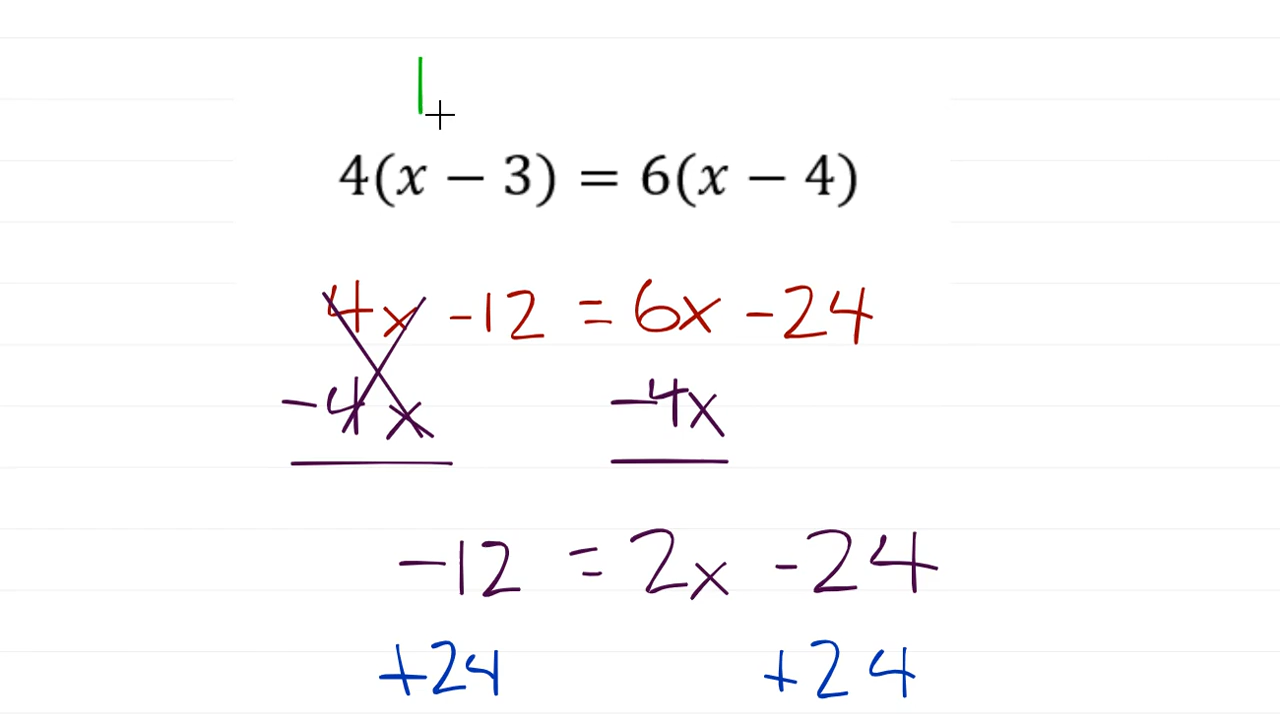 4(x − 3) = 6(x − 4)
4x -12 = 6x -24
-4x -4x
-12 = 2x -24
+24 +24